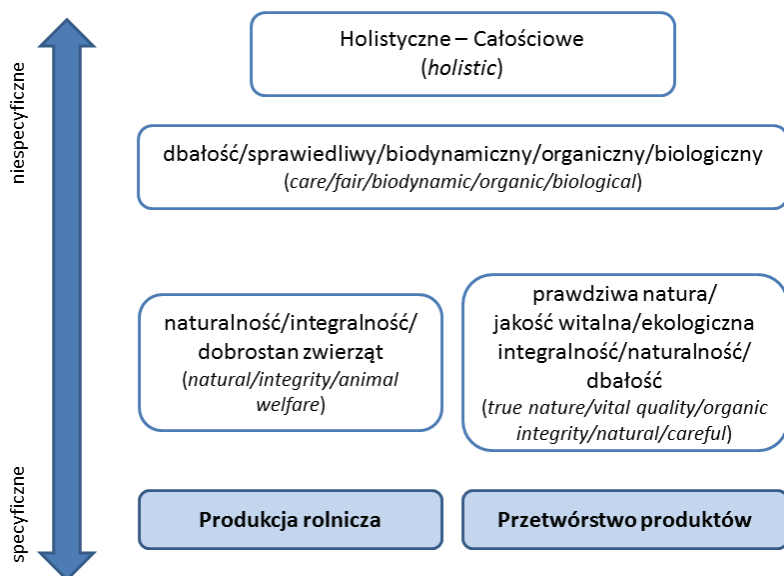 niespecyficzne
Holistyczne – Całościowe
(holistic)
dbałość/sprawiedliwy/biodynamiczny/organiczny/biologiczny
(care/fair/biodynamic/organic/biological)
naturalność/integralność/
dobrostan zwierząt
(natural/integrity/animal
welfare)
prawdziwa natura/
jakość witalna/ekologiczna
integralność/naturalność/
dbałość
(true nature/vital quality/organic
integrity/natural/careful)
specyficzne
Produkcja rolnicza
Przetwórstwo produktów